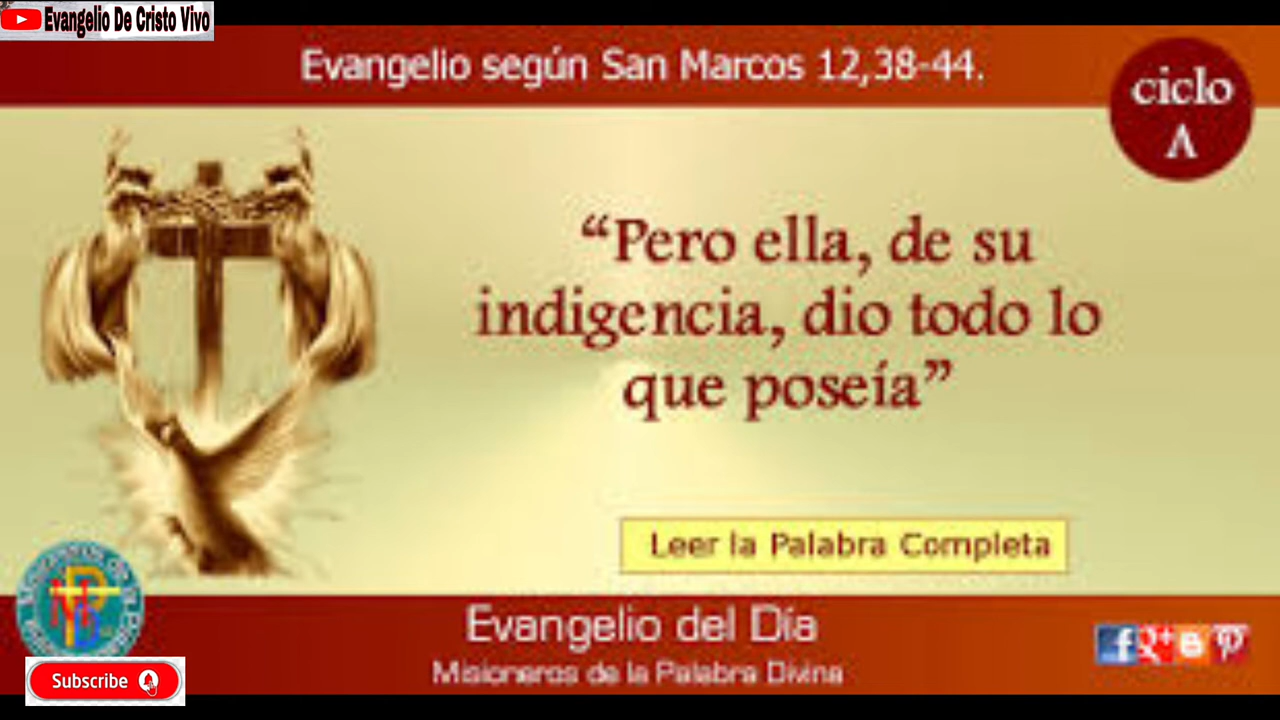 Evangelio De Cristo Vivo
Evangelio según San Marcos 12,38-44.
ciclo
A
“Pero ella, de su
indigencia, dio todo lo
que poseía”
Leer la Palabra Completa
Evangelio del Día
Misioneros de la Palabra Divina
Subscribe